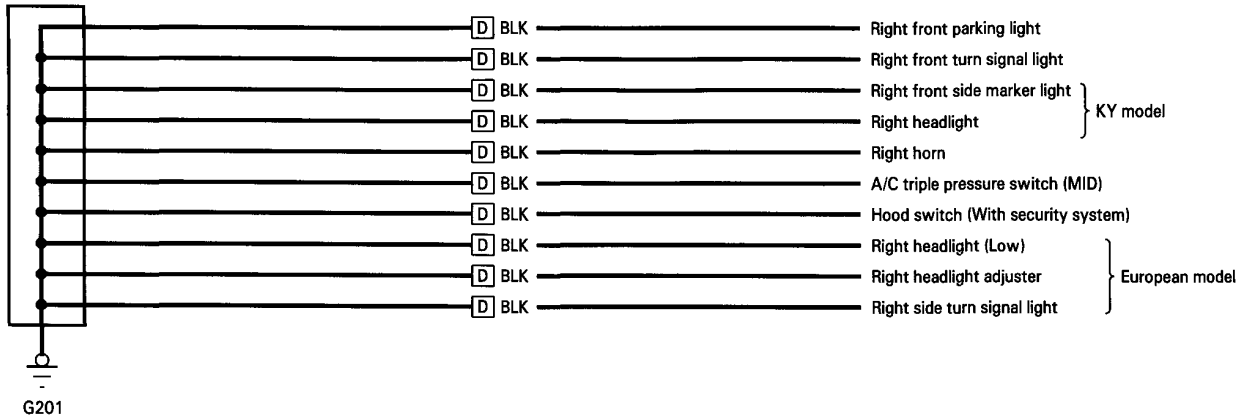 D BLK Right front parking light
D BLK Right front turn signal light
D BLK Right front side marker light
KY model
D BLK Right headlight
D BLK Right horn
D BLK A/C triple pressure switch (MID)
D BLK Hood switch (With security system)
D BLK Right headlight (Low)
D BLK Right headlight adjuster
European model
D BLK Right side turn signal light
G201